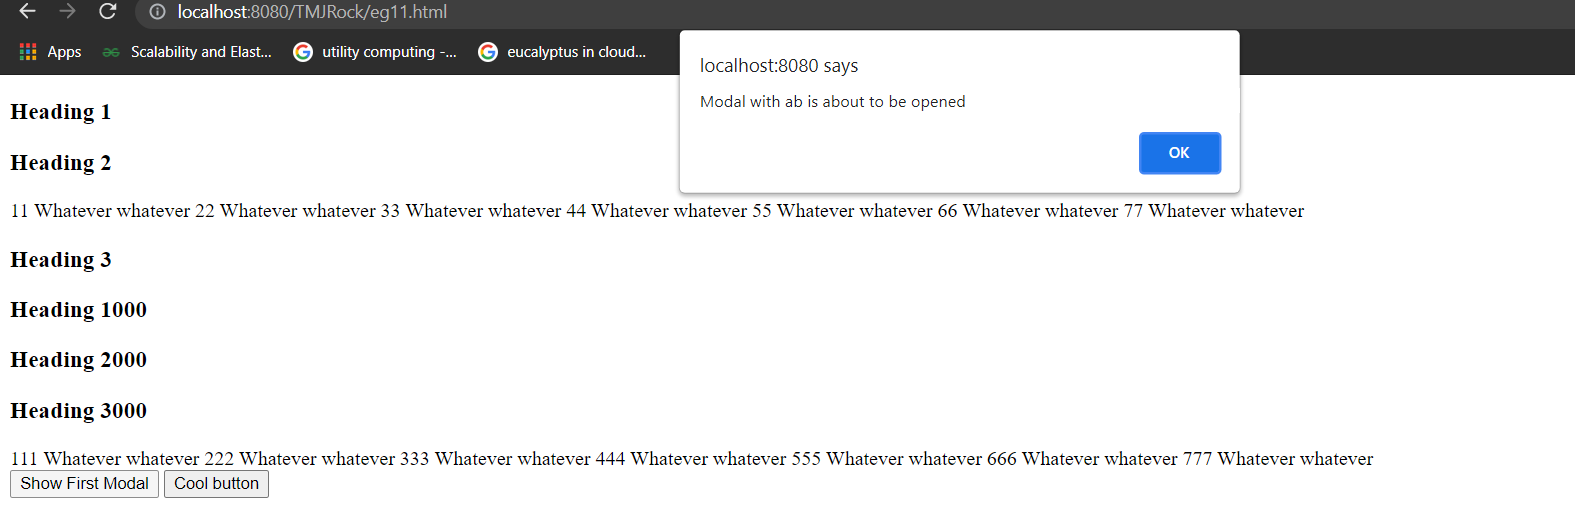 localhost:8080/TMJRock/eg11.html
Apps Scalability and Elast... utility computing -... eucalyptus in cloud...
localhost:8080 says
Modal with ab is about to be opened
OK
Heading 1
Heading 2
11 Whatever whatever 22 Whatever whatever 33 Whatever whatever 44 Whatever whatever 55 Whatever whatever 66 Whatever whatever 77 Whatever whatever
Heading 3
Heading 1000
Heading 2000
Heading 3000
111 Whatever whatever 222 Whatever whatever 333 Whatever whatever 444 Whatever whatever 555 Whatever whatever 666 Whatever whatever 777 Whatever whatever
Show First Modal Cool button